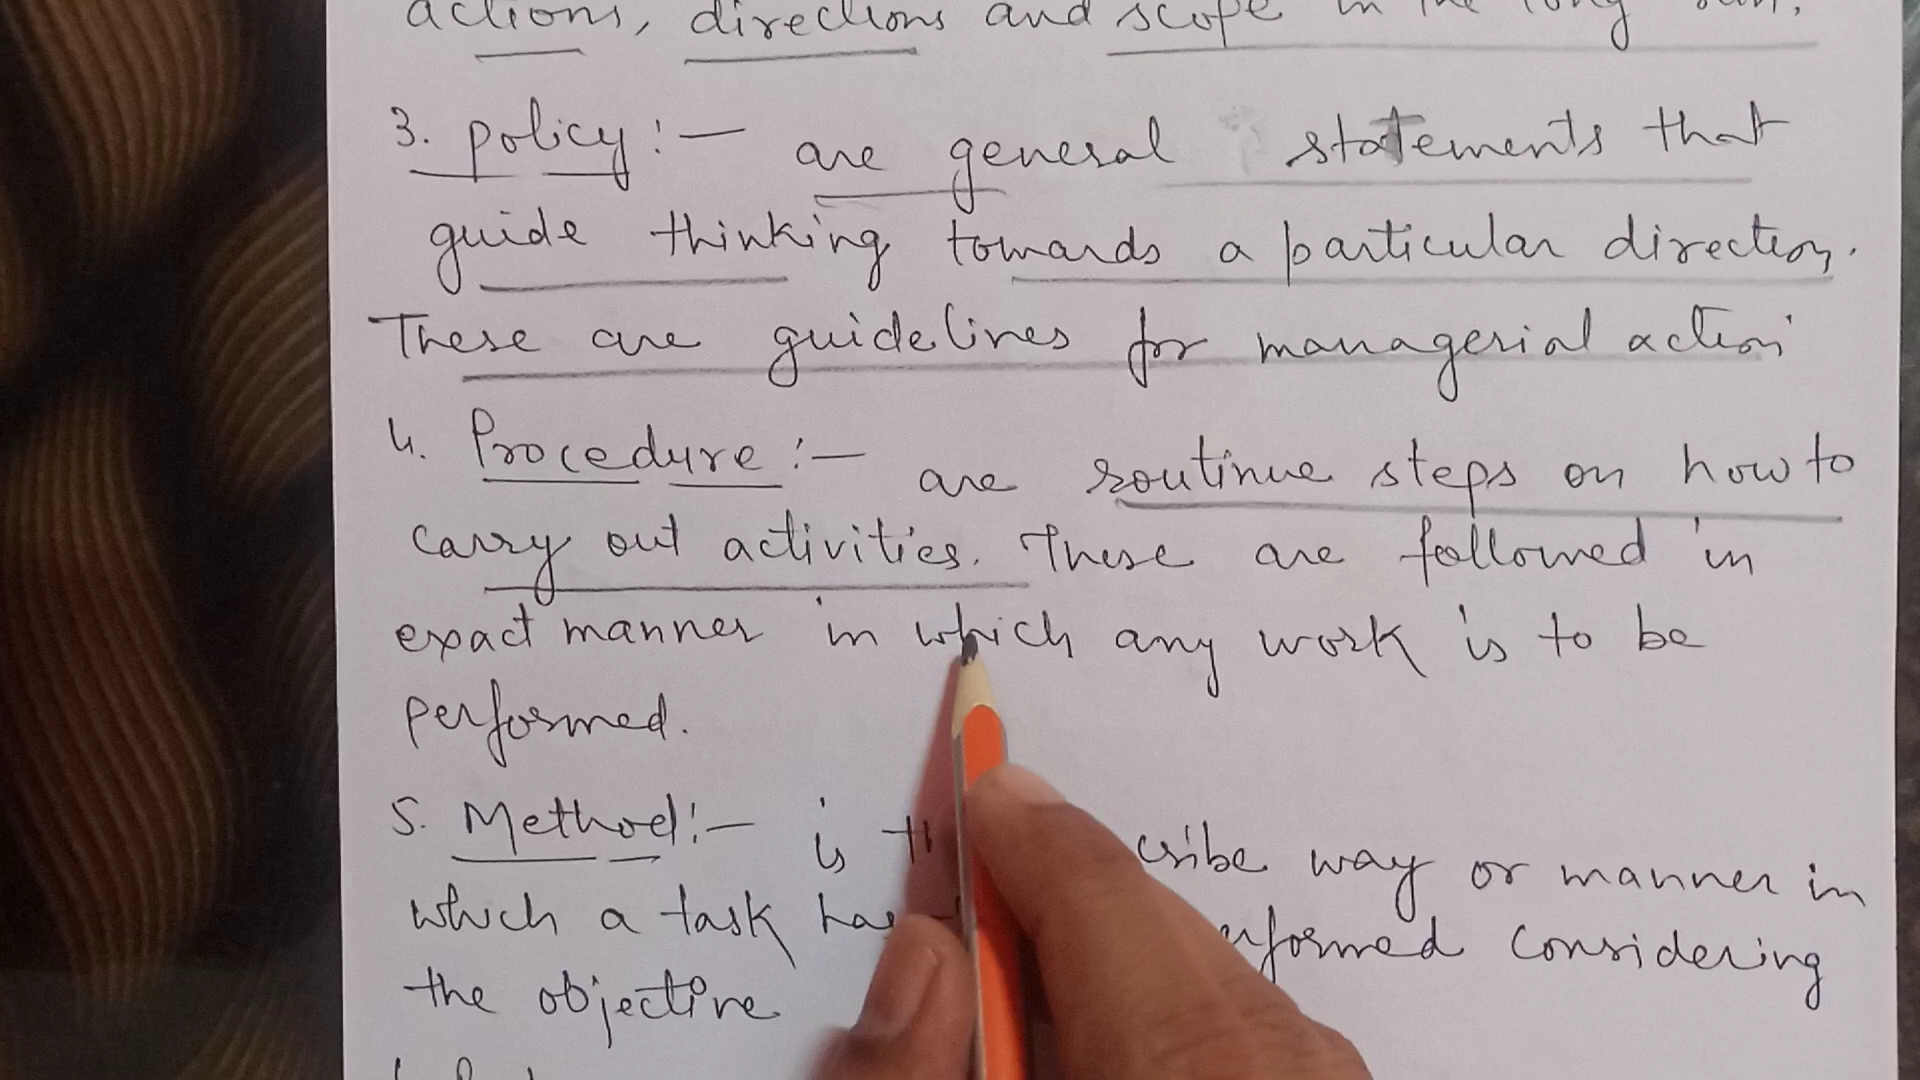 actions, directions and scope in the long run.
3. policy :— are general statements that
guide thinking towards a particular direction.
These are guidelines for managerial action
4. Procedure :— are routine steps on how to
carry out activities. These are followed in
exact manner in which any work is to be
performed.
5. Method :— is way or manner in
which a task considering
the objective